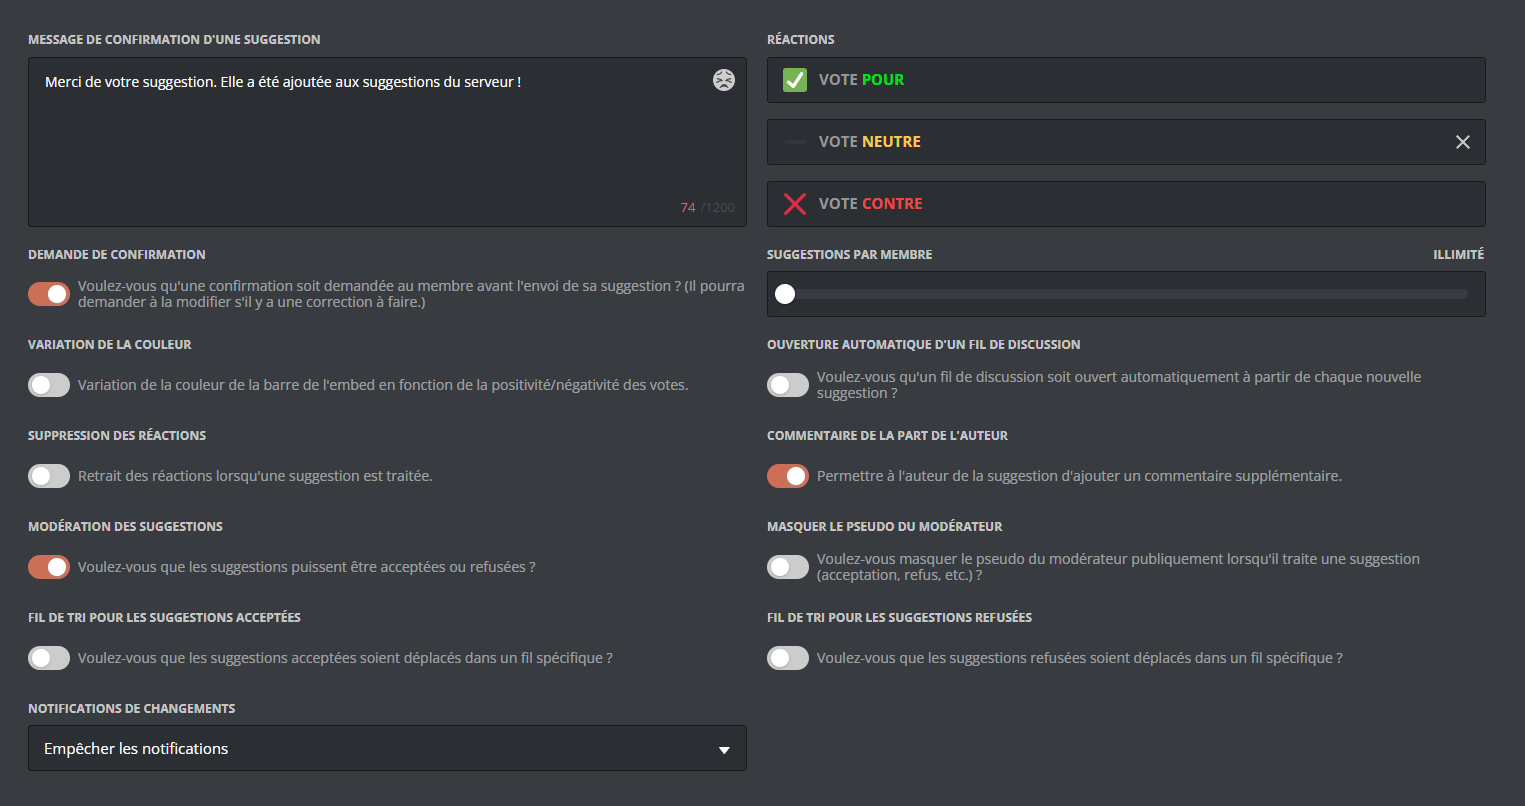 MESSAGE DE CONFIRMATION D'UNE SUGGESTION
Merci de votre suggestion. Elle a été ajoutée aux suggestions du serveur !
74 /1200
RÉACTIONS
VOTE POUR
VOTE NEUTRE
VOTE CONTRE
DEMANDE DE CONFIRMATION
Voulez-vous qu'une confirmation soit demandée au membre avant l'envoi de sa suggestion ? (Il pourra
demander à la modifier s'il y a une correction à faire.)
SUGGESTIONS PAR MEMBRE
ILLIMITÉ
VARIATION DE LA COULEUR
Variation de la couleur de la barre de l'embed en fonction de la positivité/négativité des votes.
OUVERTURE AUTOMATIQUE D'UN FIL DE DISCUSSION
Voulez-vous qu'un fil de discussion soit ouvert automatiquement à partir de chaque nouvelle
suggestion ?
SUPPRESSION DES RÉACTIONS
Retrait des réactions lorsqu'une suggestion est traitée.
COMMENTAIRE DE LA PART DE L'AUTEUR
Permettre à l'auteur de la suggestion d'ajouter un commentaire supplémentaire.
MODÉRATION DES SUGGESTIONS
Voulez-vous que les suggestions puissent être acceptées ou refusées ?
MASQUER LE PSEUDO DU MODÉRATEUR
Voulez-vous masquer le pseudo du modérateur publiquement lorsqu'il traite une suggestion
(acceptation, refus, etc.) ?
FIL DE TRI POUR LES SUGGESTIONS ACCEPTÉES
Voulez-vous que les suggestions acceptées soient déplacés dans un fil spécifique ?
FIL DE TRI POUR LES SUGGESTIONS REFUSÉES
Voulez-vous que les suggestions refusées soient déplacés dans un fil spécifique ?
NOTIFICATIONS DE CHANGEMENTS
Empêcher les notifications